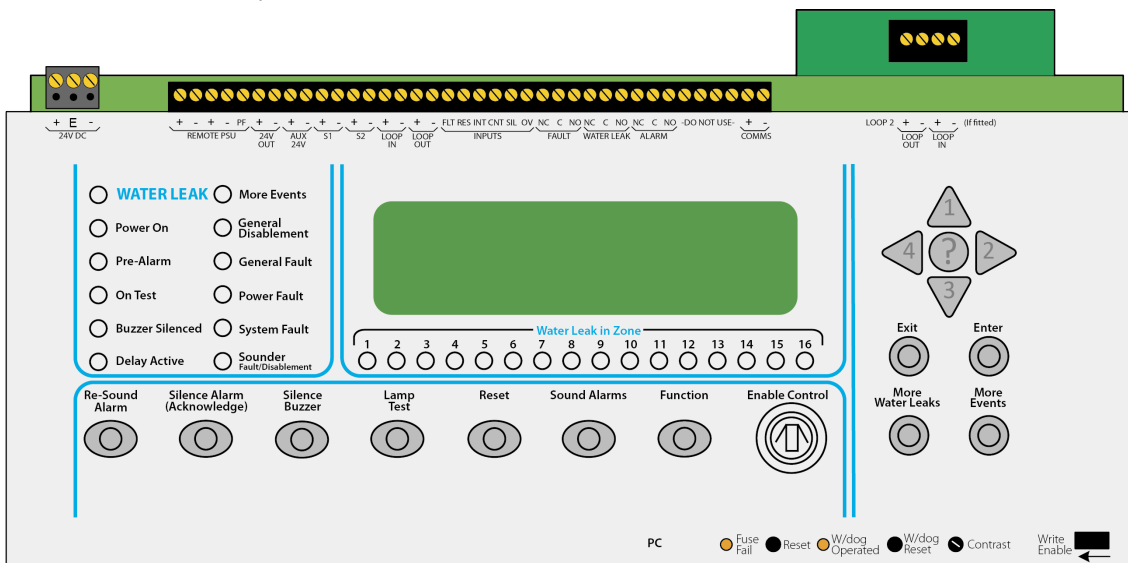 + E -
24V DC
+ - + - PF + - + - + - + - + - + - FLT RES INT CNT SIL OV NC C NO NC C NO NC C NO -DO NOT USE- + -
REMOTE PSU 24V OUT AUX 24V S1 S2 LOOP IN LOOP OUT INPUTS FAULT WATER LEAK ALARM COMMS
LOOP 2 + - + - (If fitted)
LOOP OUT LOOP IN
WATER LEAK More Events
Power On General Disablement
Pre-Alarm General Fault
On Test Power Fault
Buzzer Silenced System Fault
Delay Active Sounder
Fault/Disablement
Water Leak in Zone
1 2 3 4 5 6 7 8 9 10 11 12 13 14 15 16
1
4 ? 2
3
Exit Enter
More Water Leaks More Events
Re-Sound Alarm
Silence Alarm (Acknowledge)
Silence Buzzer
Lamp Test
Reset
Sound Alarms
Function
Enable Control
PC
Fuse Fail
Reset
W/dog Operated
W/dog Reset
Contrast
Write Enable